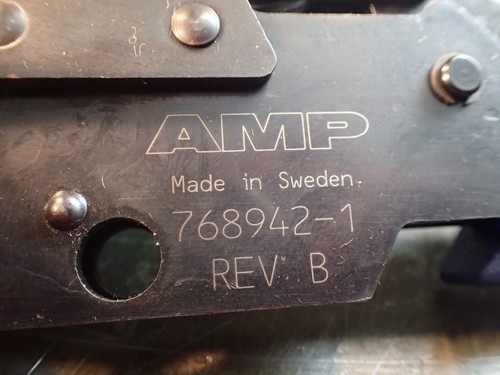 AMP
Made in Sweden.
768942-1
REV B